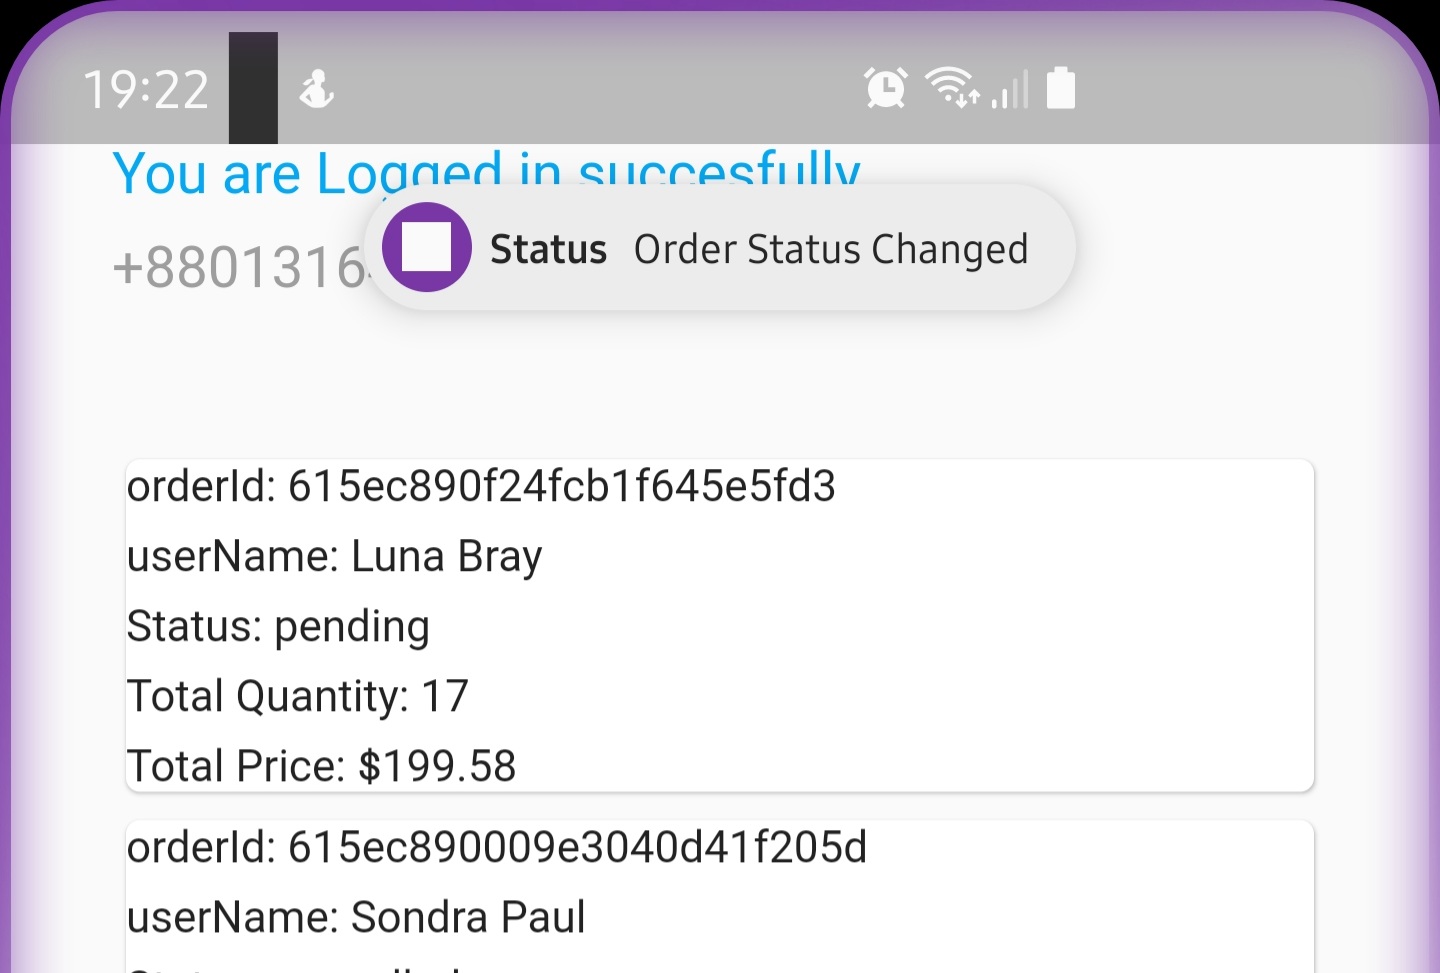 19:22
You are Logged in succesfully
Status Order Status Changed
+8801316
orderId: 615ec890f24fcb1f645e5fd3
userName: Luna Bray
Status: pending
Total Quantity: 17
Total Price: $199.58
orderId: 615ec890009e3040d41f205d
userName: Sondra Paul